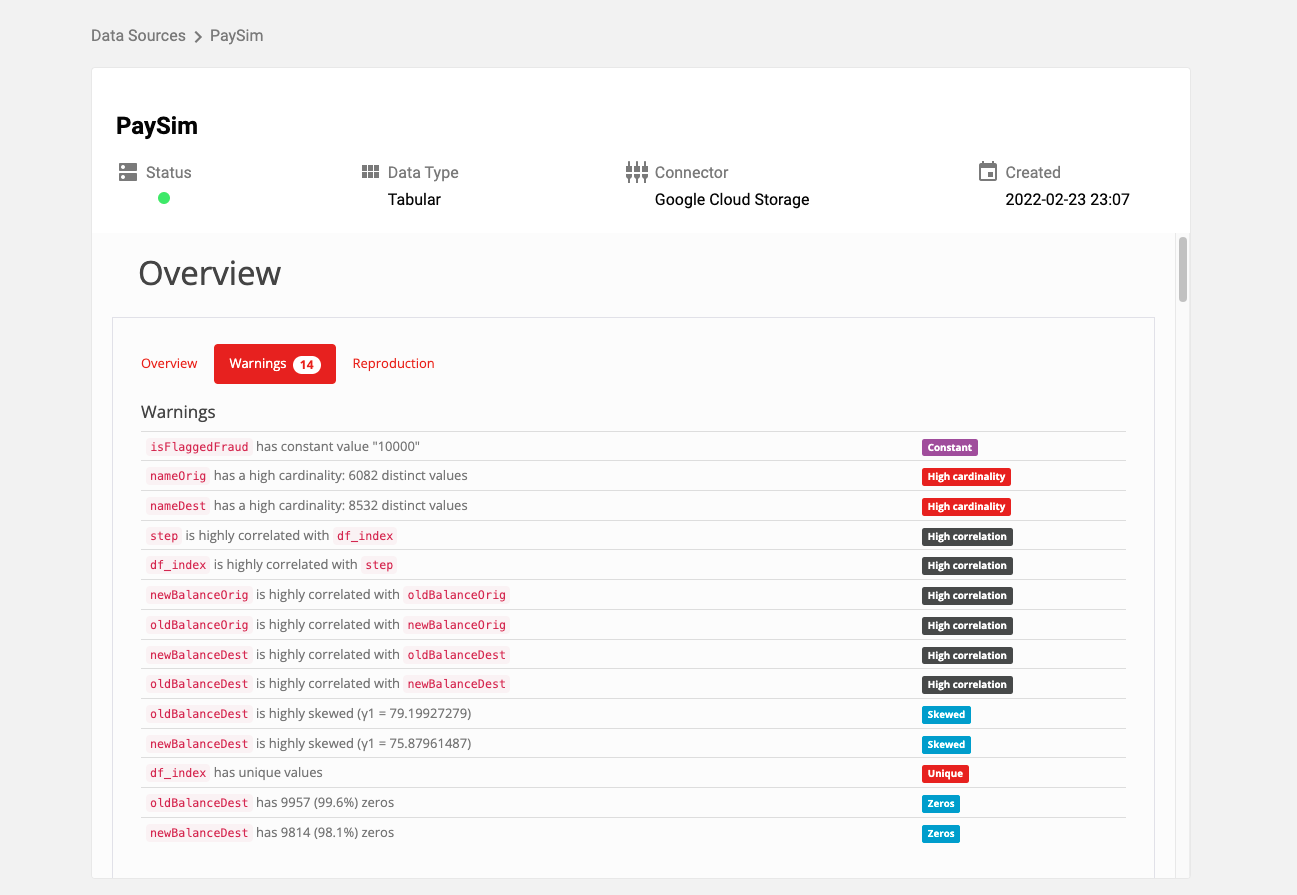 Data Sources > PaySim
PaySim
Status Data Type Connector Created
Tabular Google Cloud Storage 2022-02-23 23:07
Overview
Overview Warnings 14 Reproduction
Warnings
isFlaggedFraud has constant value "10000" Constant
nameOrig has a high cardinality: 6082 distinct values High cardinality
nameDest has a high cardinality: 8532 distinct values High cardinality
step is highly correlated with df_index High correlation
df_index is highly correlated with step High correlation
newBalanceOrig is highly correlated with oldBalanceOrig High correlation
oldBalanceOrig is highly correlated with newBalanceOrig High correlation
newBalanceDest is highly correlated with oldBalanceDest High correlation
oldBalanceDest is highly correlated with newBalanceDest High correlation
oldBalanceDest is highly skewed (γ1 = 79.19927279) Skewed
newBalanceDest is highly skewed (γ1 = 75.87961487) Skewed
df_index has unique values Unique
oldBalanceDest has 9957 (99.6%) zeros Zeros
newBalanceDest has 9814 (98.1%) zeros Zeros